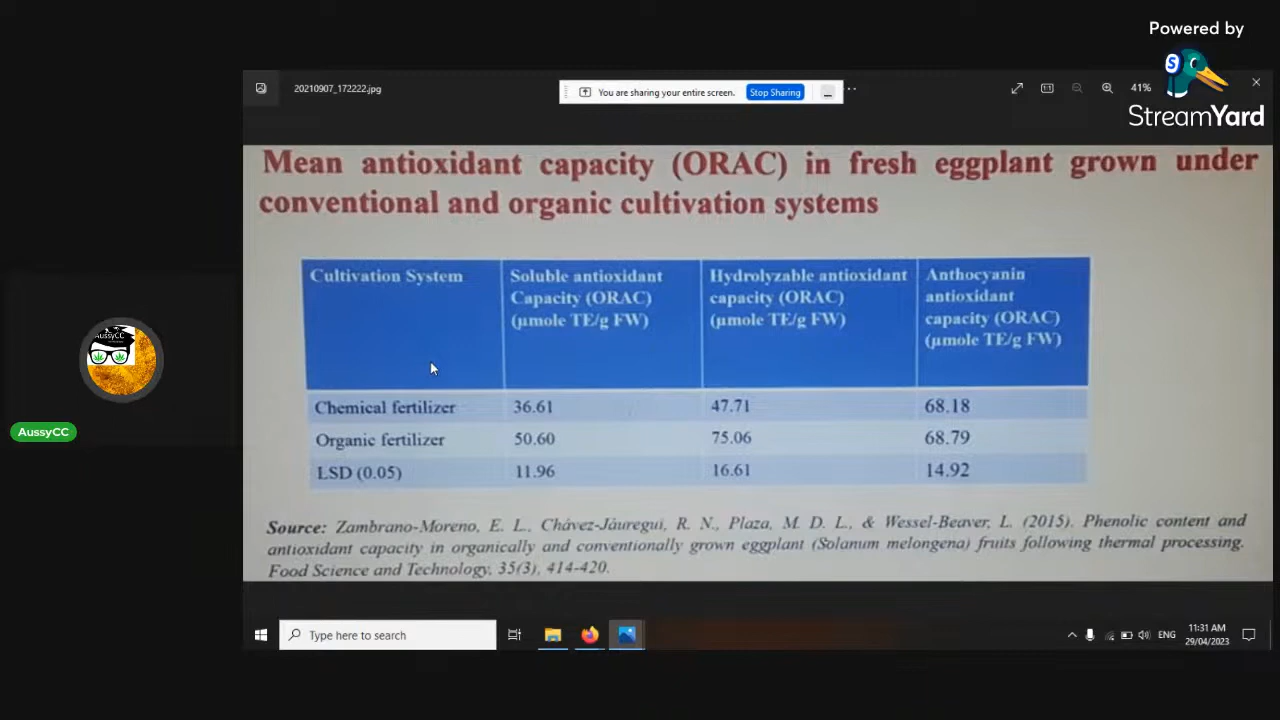 Powered by
StreamYard
20210907_172222.jpg
You are sharing your entire screen.
Stop Sharing
41%
Mean antioxidant capacity (ORAC) in fresh eggplant grown under
conventional and organic cultivation systems
Cultivation System
Soluble antioxidant
Capacity (ORAC)
(µmole TE/g FW)
Hydrolyzable antioxidant
capacity (ORAC)
(µmole TE/g FW)
Anthocyanin
antioxidant
capacity (ORAC)
(µmole TE/g FW)
Chemical fertilizer 36.61 47.71 68.18
Organic fertilizer 50.60 75.06 68.79
LSD (0.05) 11.96 16.61 14.92
Source: Zambrano-Moreno, E. L., Chávez-Jáuregui, R. N., Plaza, M. D. L., & Wessel-Beaver, L. (2015). Phenolic content and
antioxidant capacity in organically and conventionally grown eggplant (Solanum melongena) fruits following thermal processing.
Food Science and Technology, 35(3), 414-420.
AussyCC
AussyCC
Type here to search
ENG
11:31 AM
29/04/2023